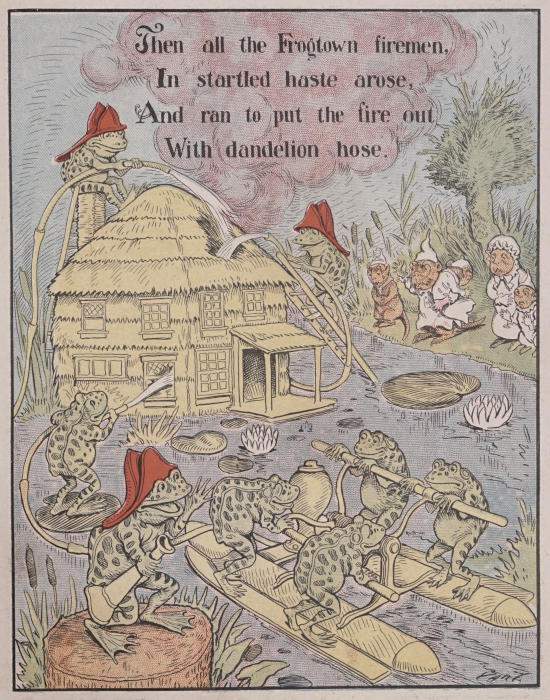 Then all the Frogtown firemen,
In startled haste arose,
And ran to put the fire out
With dandelion hose.